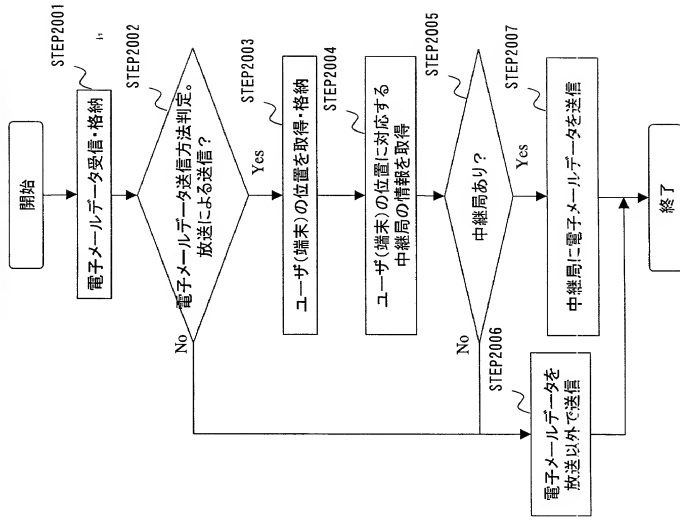 開始
STEP2001
電子メールデータ受信・格納
STEP2002
電子メールデータ送信方法判定。
放送による送信？
No
Yes
STEP2003
ユーザ(端末)の位置を取得・格納
STEP2004
ユーザ(端末)の位置に対応する
中継局の情報を取得
STEP2005
中継局あり？
No
Yes
STEP2006
電子メールデータを
放送以外で送信
STEP2007
中継局に電子メールデータを送信
終了